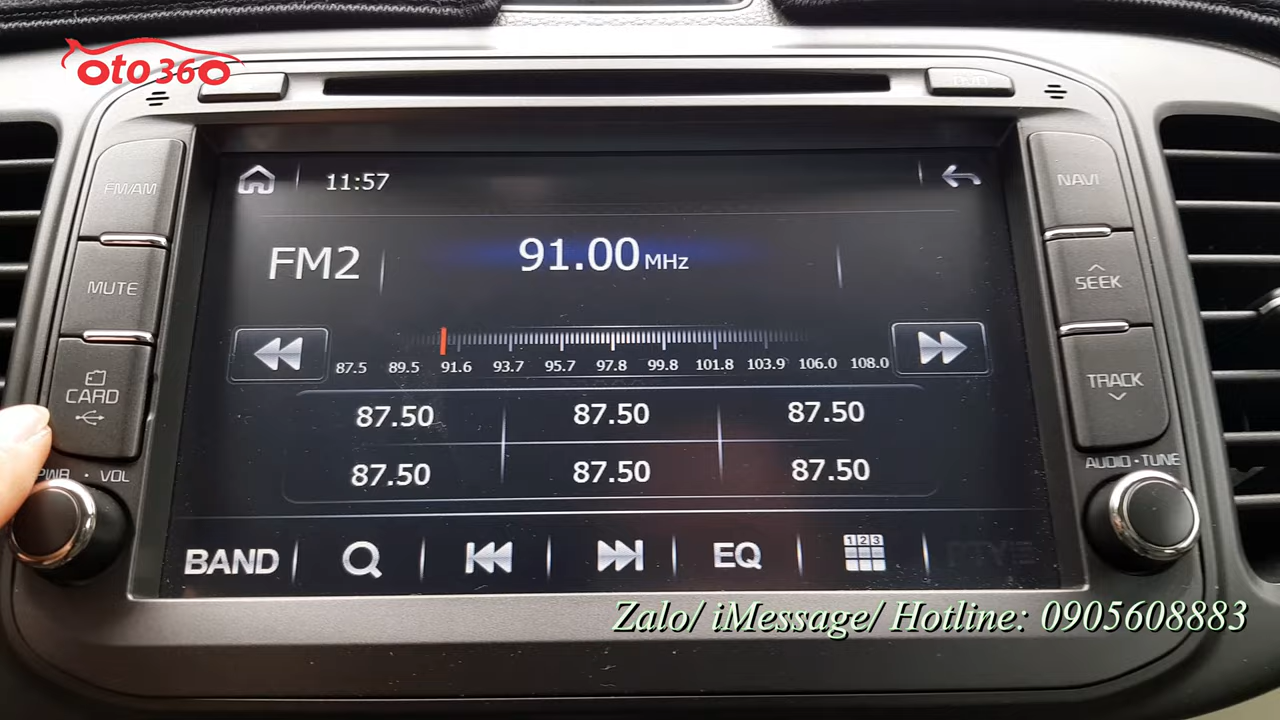 oto360
FM/AM
NAVI
11:57
FM2
91.00 MHz
MUTE
SEEK
87.5 89.5 91.6 93.7 95.7 97.8 99.8 101.8 103.9 106.0 108.0
CARD
TRACK
87.50 87.50 87.50
87.50 87.50 87.50
PWR · VOL
AUDIO · TUNE
BAND
EQ
1 2 3
Zalo/ iMessage/ Hotline: 0905608883